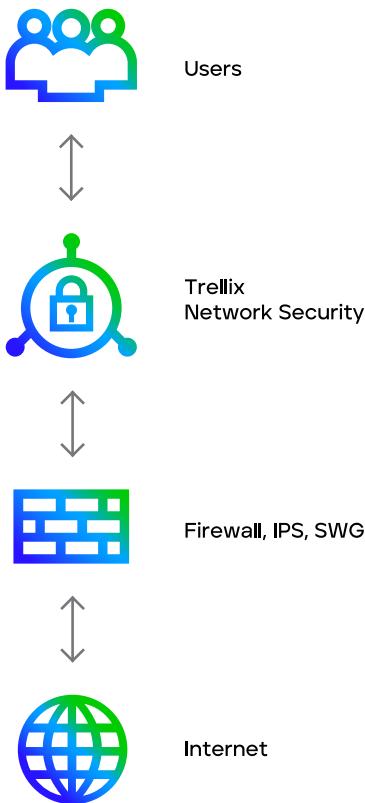 Users
Trellix
Network Security
Firewall, IPS, SWG
Internet